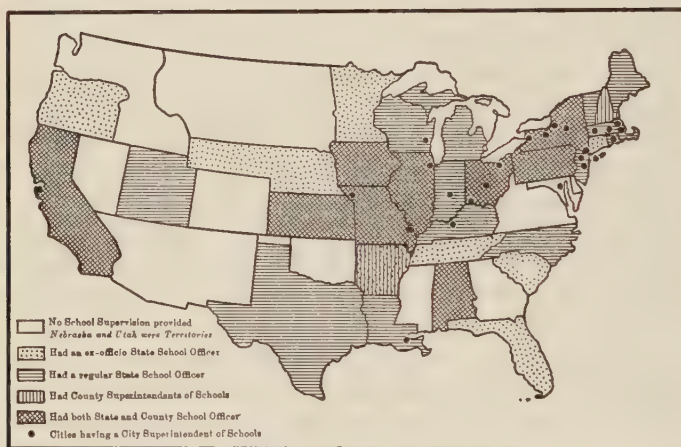 No School Supervision provided
Nebraska and Utah were Territories
Had an ex-officio State School Officer
Had a regular State School Officer
Had County Superintendents of Schools
Had both State and County School Officer
Cities having a City Superintendent of Schools